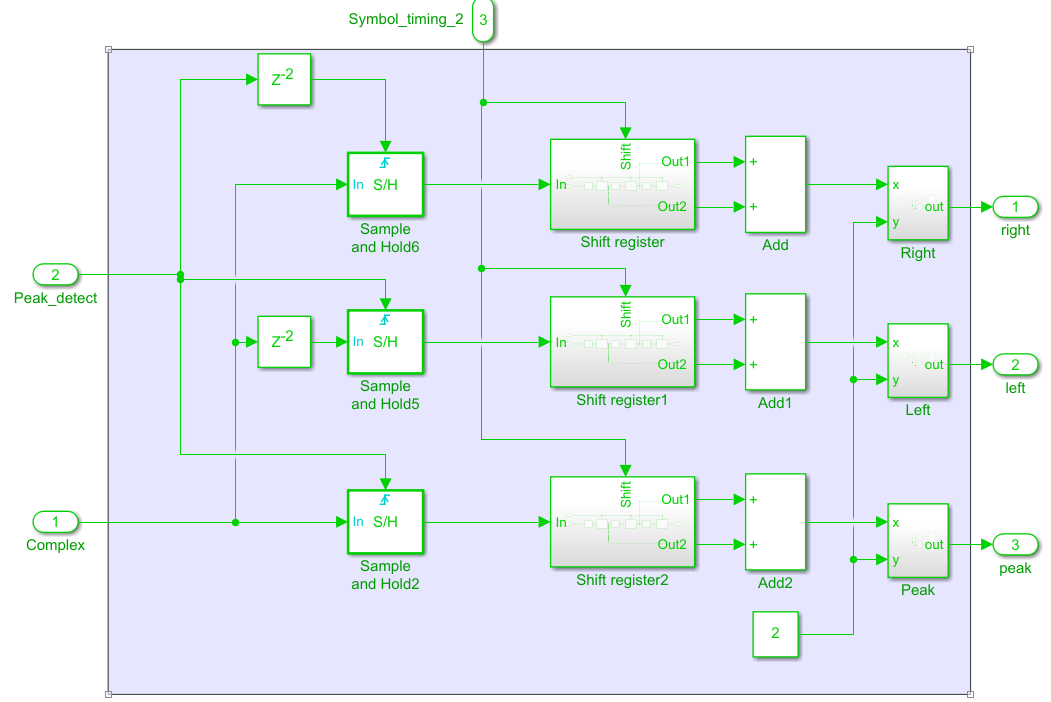 Symbol_timing_2
3
Z-2
Shift
Out1
+
In
S/H
In
x
Out2
+
y
out
1
Sample
and Hold6
Shift register
Add
Right
right
2
Peak_detect
Shift
Out1
+
Z-2
In
S/H
In
x
Out2
+
y
out
2
Sample
and Hold5
Shift register1
Add1
Left
left
Shift
Out1
+
1
In
S/H
In
x
Complex
Out2
+
y
out
3
Sample
and Hold2
Shift register2
Add2
Peak
peak
2